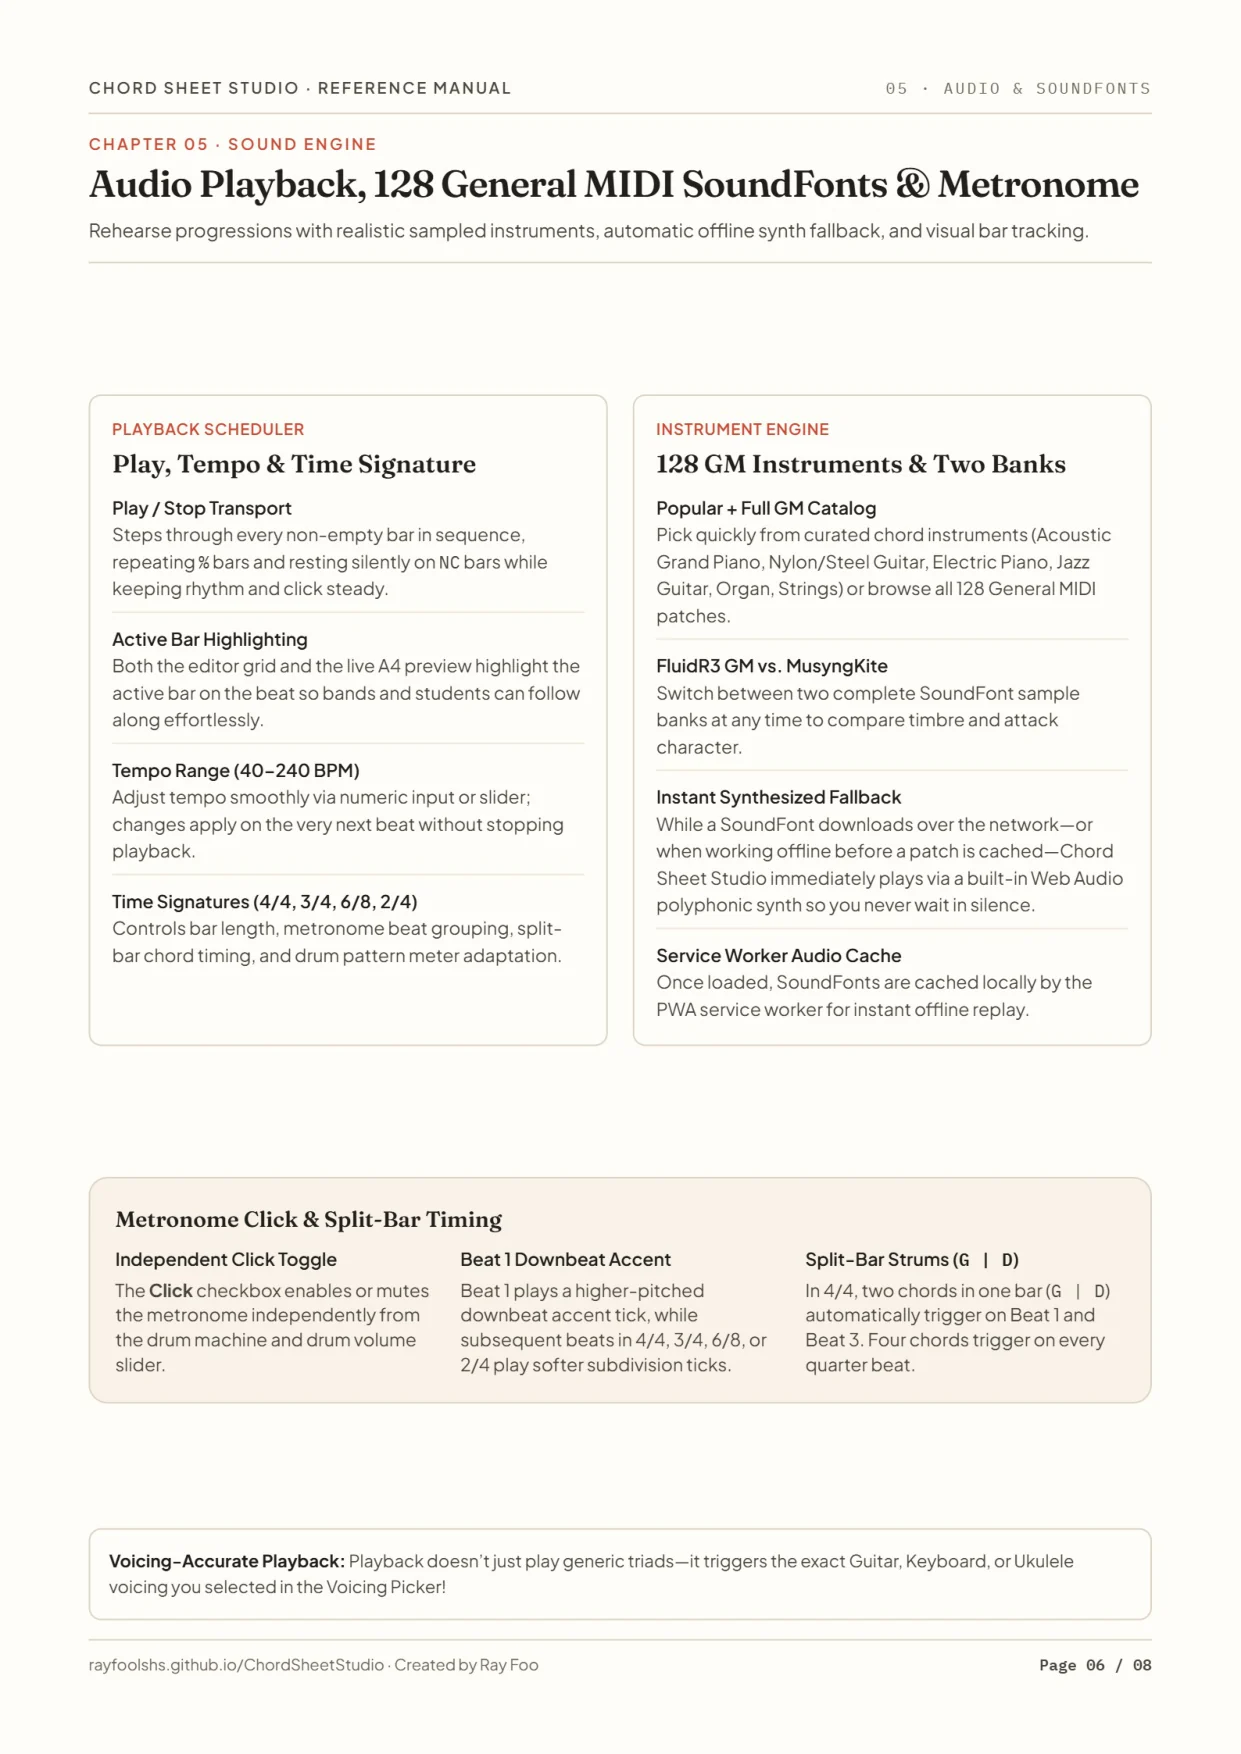 CHORD SHEET STUDIO · REFERENCE MANUAL
05 · AUDIO & SOUNDFONTS
CHAPTER 05 · SOUND ENGINE
Audio Playback, 128 General MIDI SoundFonts & Metronome
Rehearse progressions with realistic sampled instruments, automatic offline synth fallback, and visual bar tracking.
PLAYBACK SCHEDULER
Play, Tempo & Time Signature
Play / Stop Transport
Steps through every non-empty bar in sequence,
repeating % bars and resting silently on NC bars while
keeping rhythm and click steady.
Active Bar Highlighting
Both the editor grid and the live A4 preview highlight the
active bar on the beat so bands and students can follow
along effortlessly.
Tempo Range (40–240 BPM)
Adjust tempo smoothly via numeric input or slider;
changes apply on the very next beat without stopping
playback.
Time Signatures (4/4, 3/4, 6/8, 2/4)
Controls bar length, metronome beat grouping, split-
bar chord timing, and drum pattern meter adaptation.
INSTRUMENT ENGINE
128 GM Instruments & Two Banks
Popular + Full GM Catalog
Pick quickly from curated chord instruments (Acoustic
Grand Piano, Nylon/Steel Guitar, Electric Piano, Jazz
Guitar, Organ, Strings) or browse all 128 General MIDI
patches.
FluidR3 GM vs. MusyngKite
Switch between two complete SoundFont sample
banks at any time to compare timbre and attack
character.
Instant Synthesized Fallback
While a SoundFont downloads over the network—or
when working offline before a patch is cached—Chord
Sheet Studio immediately plays via a built-in Web Audio
polyphonic synth so you never wait in silence.
Service Worker Audio Cache
Once loaded, SoundFonts are cached locally by the
PWA service worker for instant offline replay.
Metronome Click & Split-Bar Timing
Independent Click Toggle
The Click checkbox enables or mutes
the metronome independently from
the drum machine and drum volume
slider.
Beat 1 Downbeat Accent
Beat 1 plays a higher-pitched
downbeat accent tick, while
subsequent beats in 4/4, 3/4, 6/8, or
2/4 play softer subdivision ticks.
Split-Bar Strums (G | D)
In 4/4, two chords in one bar (G | D)
automatically trigger on Beat 1 and
Beat 3. Four chords trigger on every
quarter beat.
Voicing-Accurate Playback: Playback doesn't just play generic triads—it triggers the exact Guitar, Keyboard, or Ukulele
voicing you selected in the Voicing Picker!
rayfoolshs.github.io/ChordSheetStudio · Created by Ray Foo
Page 06 / 08